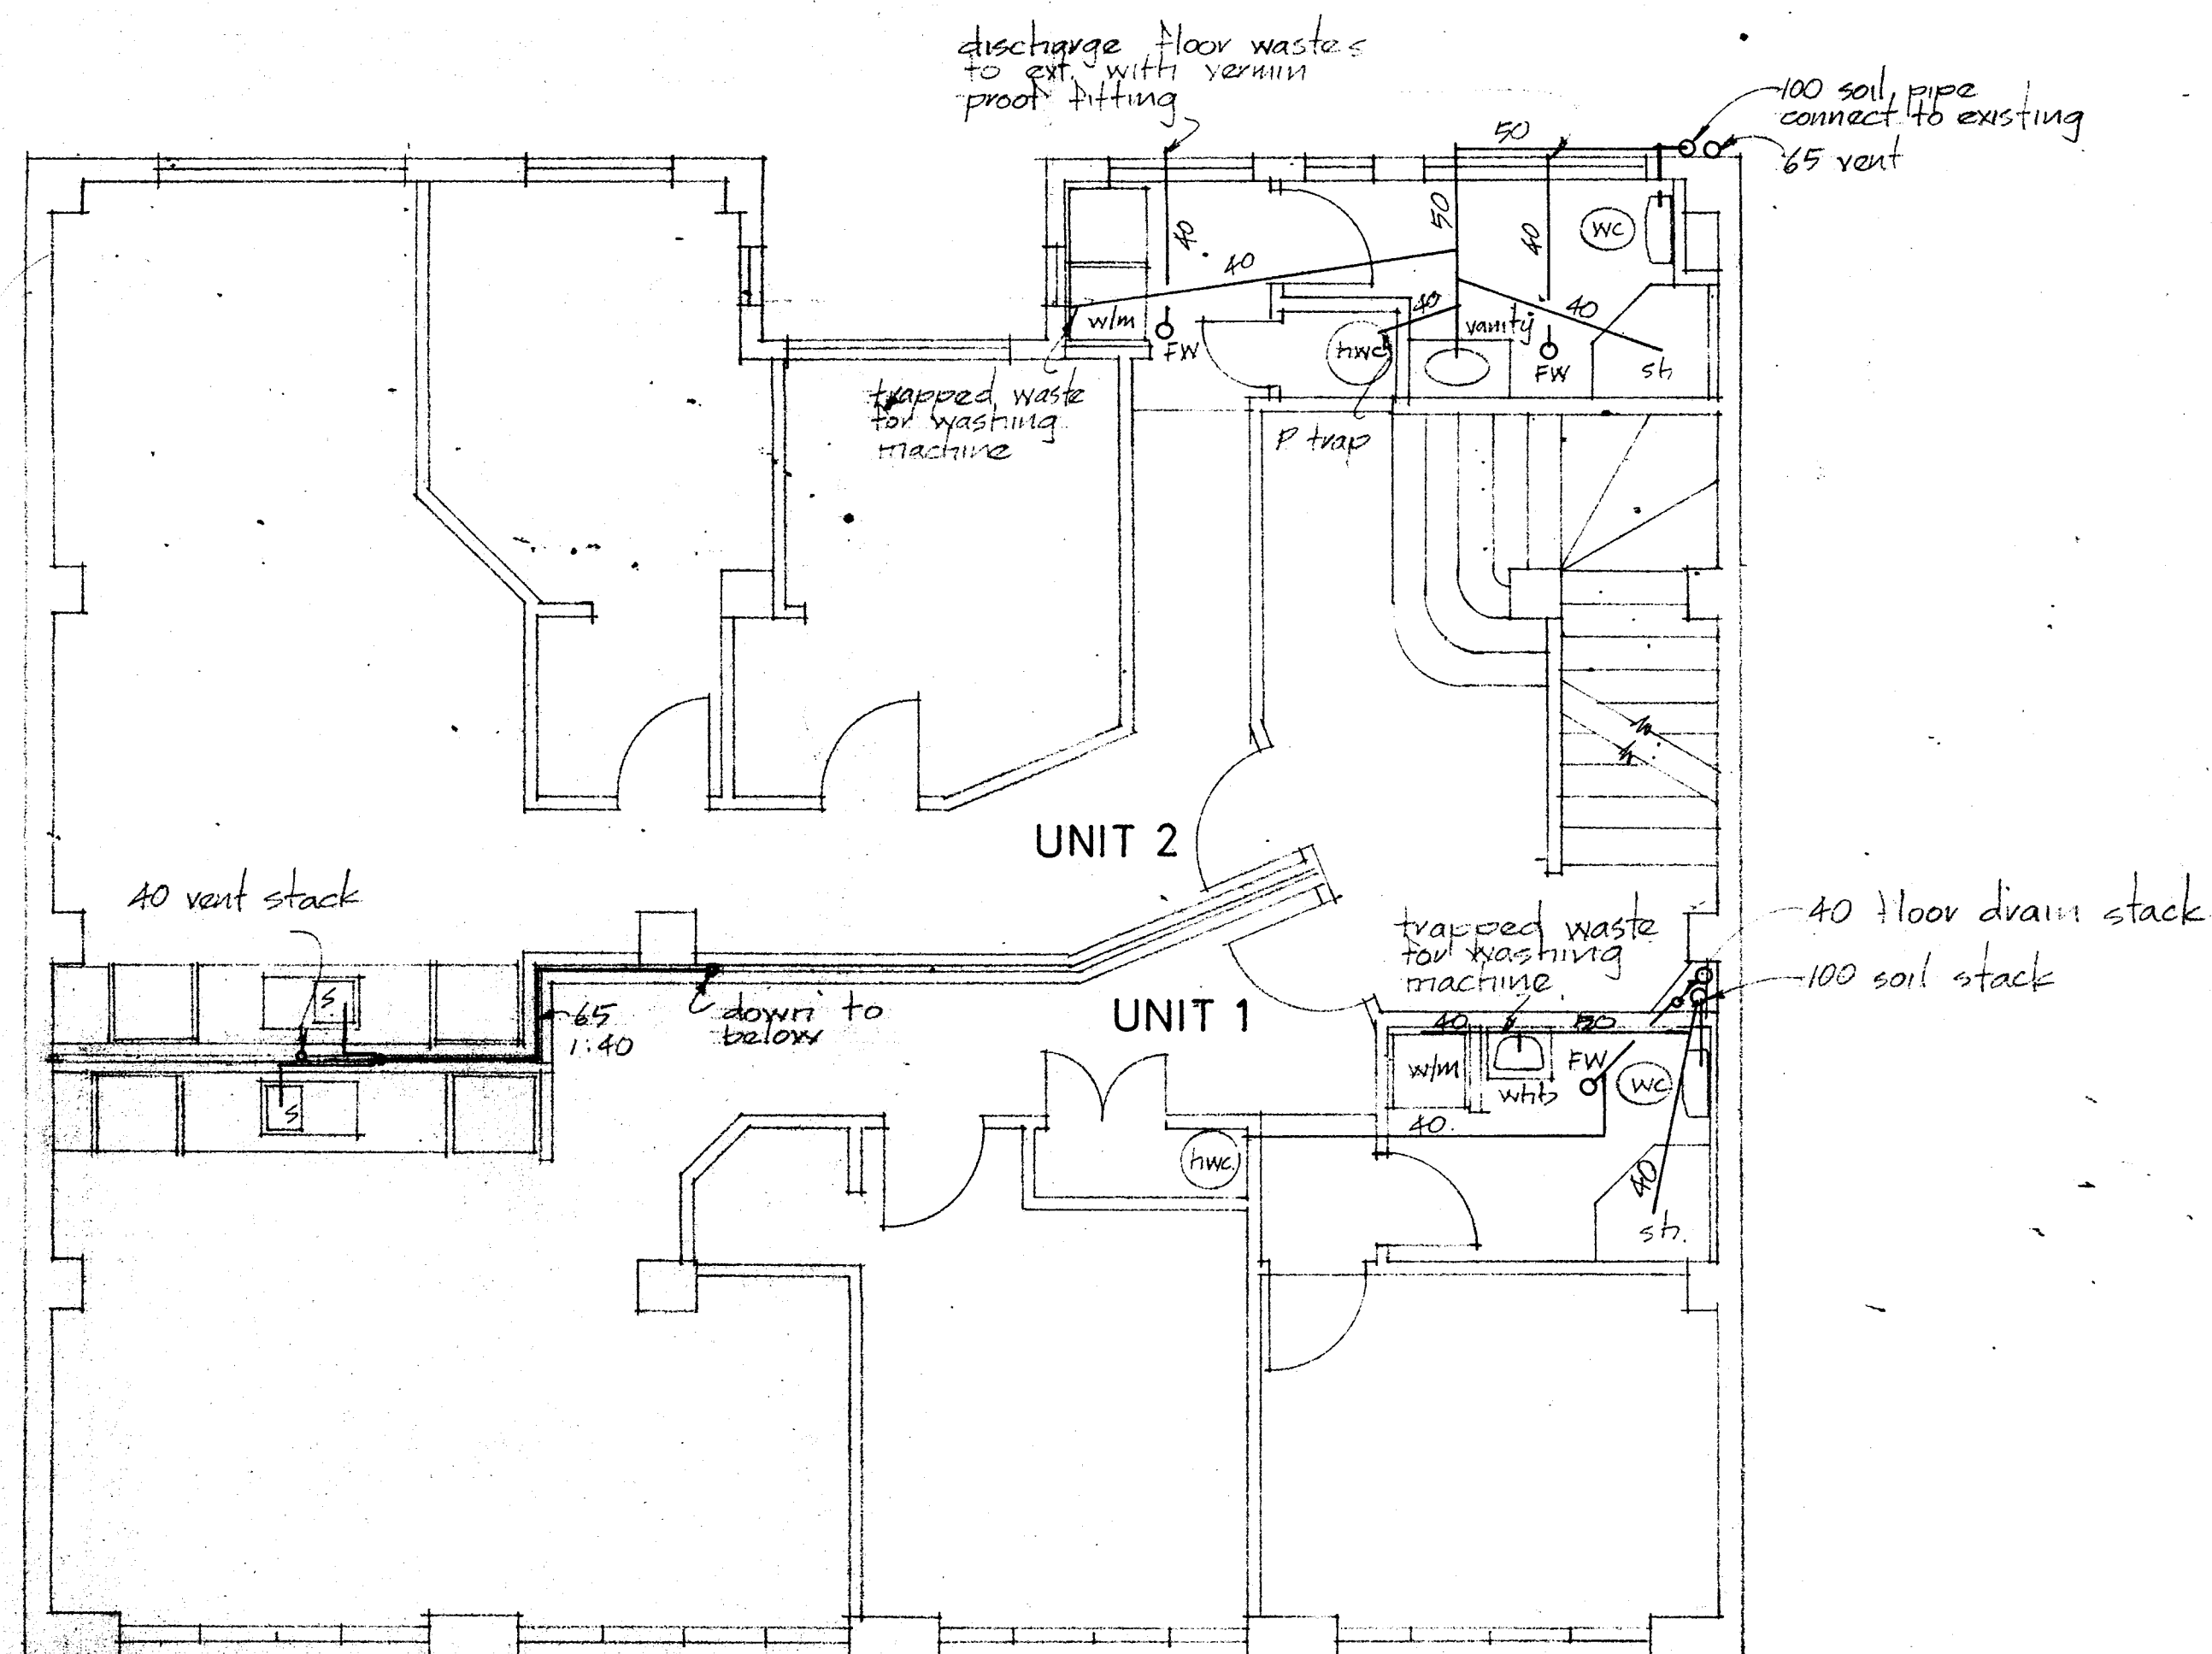 discharge floor wastes
to ext. with vermin
proof fitting
100 soil pipe
connect to existing
65 vent
50
50
40
40
wc
40
40
40
w/m
FW
hwc
vanity
FW
sh
trapped waste
for washing
machine
P trap
UNIT 2
40 vent stack
trapped waste
for washing
machine
40 floor drain stack
100 soil stack
S
65
1:40
down to
below
UNIT 1
40
50
w/m
whb
FW
wc
S
40
hwc
40
sh.